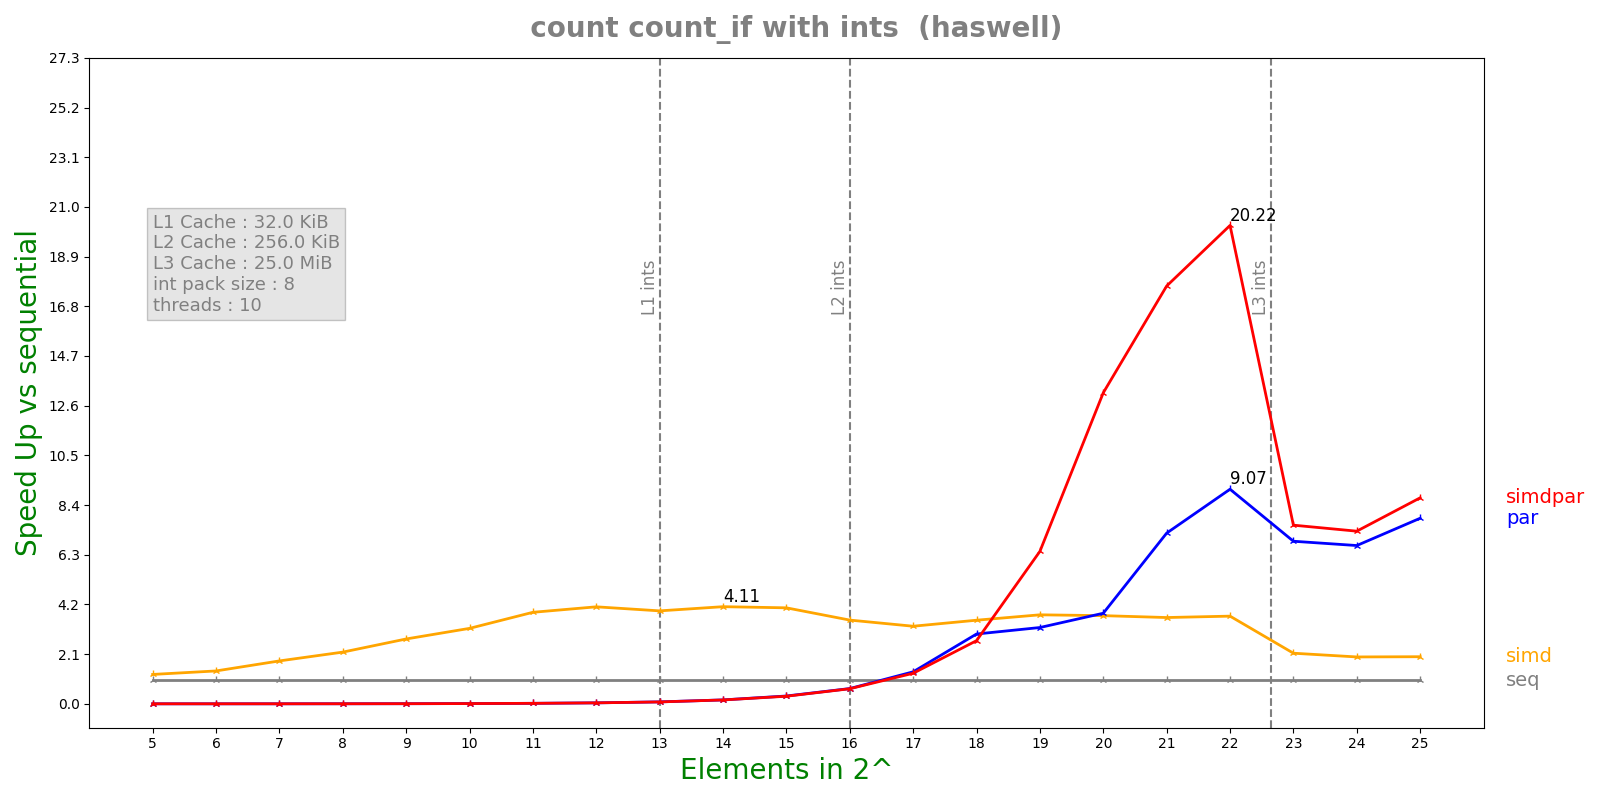 count count_if with ints  (haswell)
Speed Up vs sequential
27.3
25.2
23.1
21.0
18.9
16.8
14.7
12.6
10.5
8.4
6.3
4.2
2.1
0.0
L1 Cache : 32.0 KiB
L2 Cache : 256.0 KiB
L3 Cache : 25.0 MiB
int pack size : 8
threads : 10
L1 ints
L2 ints
L3 ints
20.22
9.07
4.11
simdpar
par
simd
seq
5 6 7 8 9 10 11 12 13 14 15 16 17 18 19 20 21 22 23 24 25
Elements in 2^